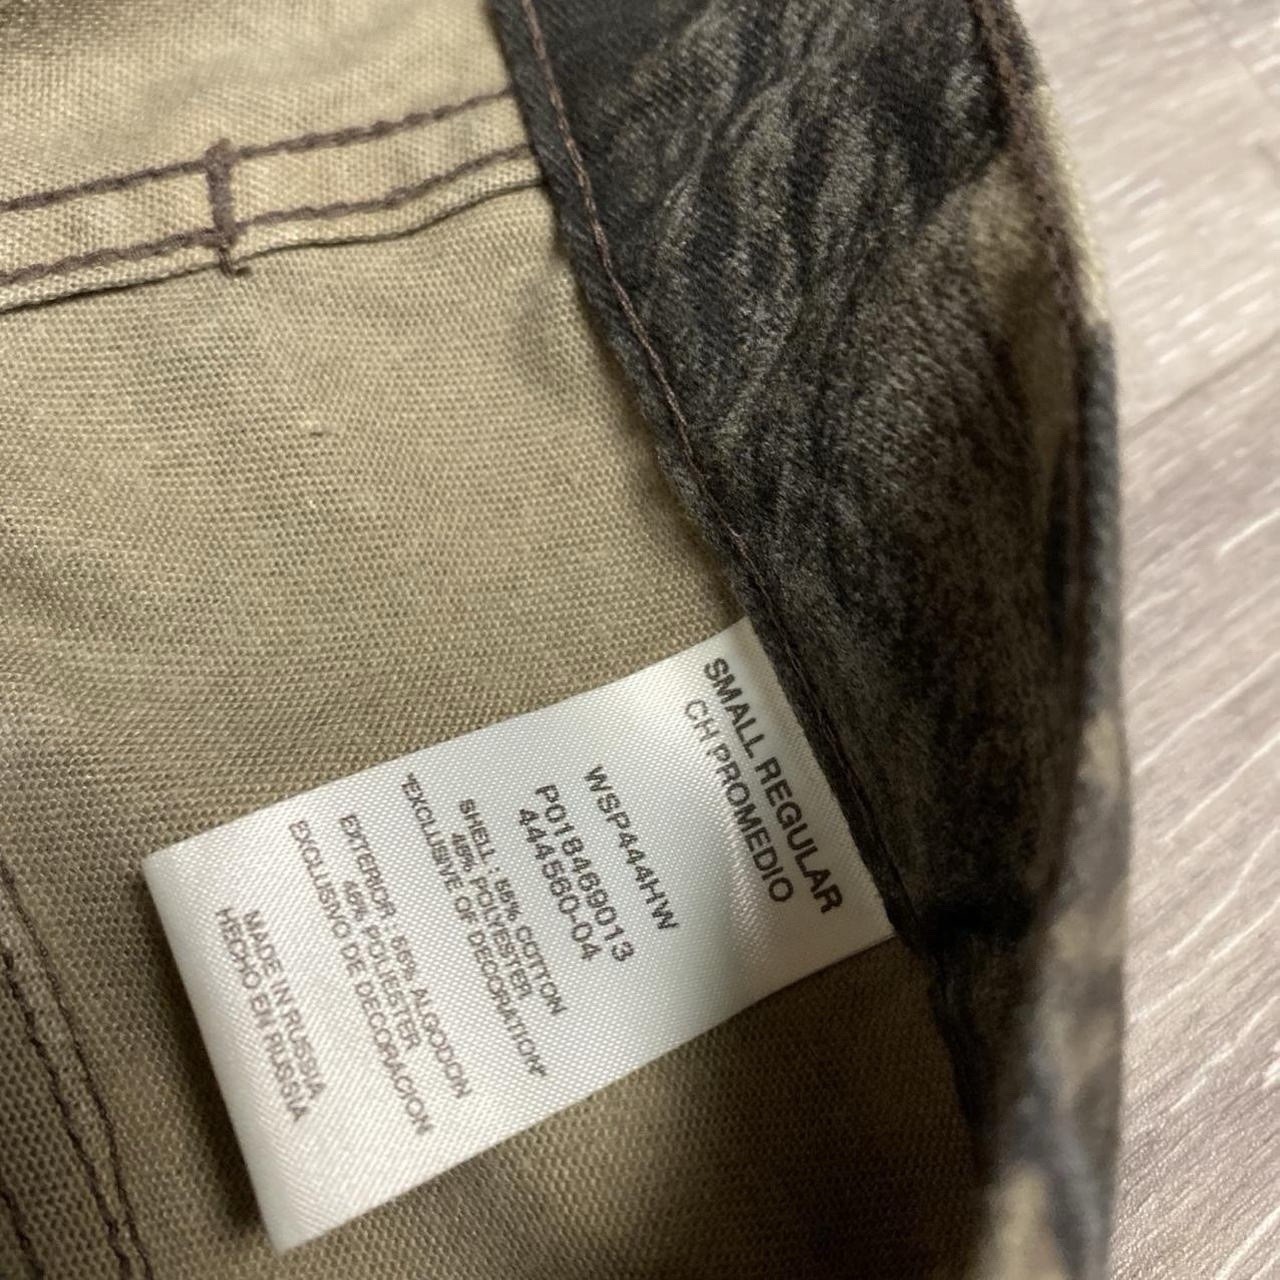 SMALL REGULAR
CH PROMEDIO
WSP444HW
P018469013
444560-04
SHELL : 55% COTTON
45% POLYESTER
"EXCLUSIVE OF DECORATION"
EXTERIOR : 55% ALGODON
45% POLIESTER
EXCLUSIVO DE DECORACION
MADE IN RUSSIA
HECHO EN RUSSIA